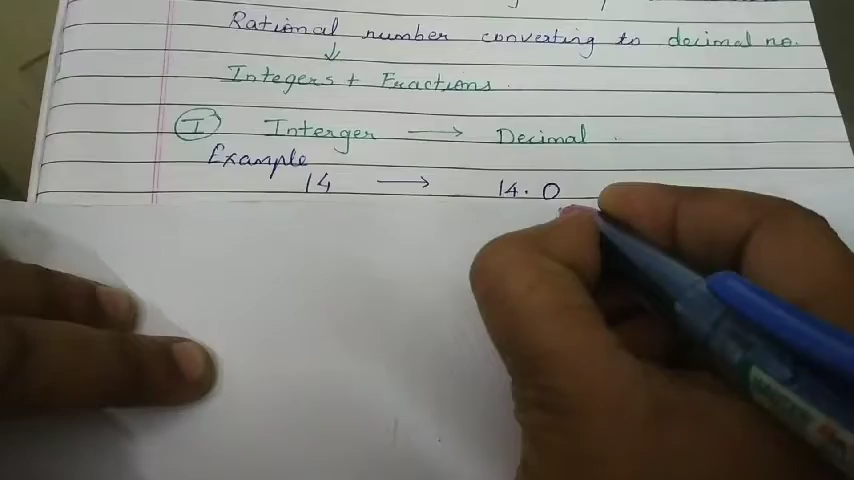 Rational number converting to decimal no.
↓
Integers + Fractions.
I Interger → Decimal.
Example
14 → 14.0